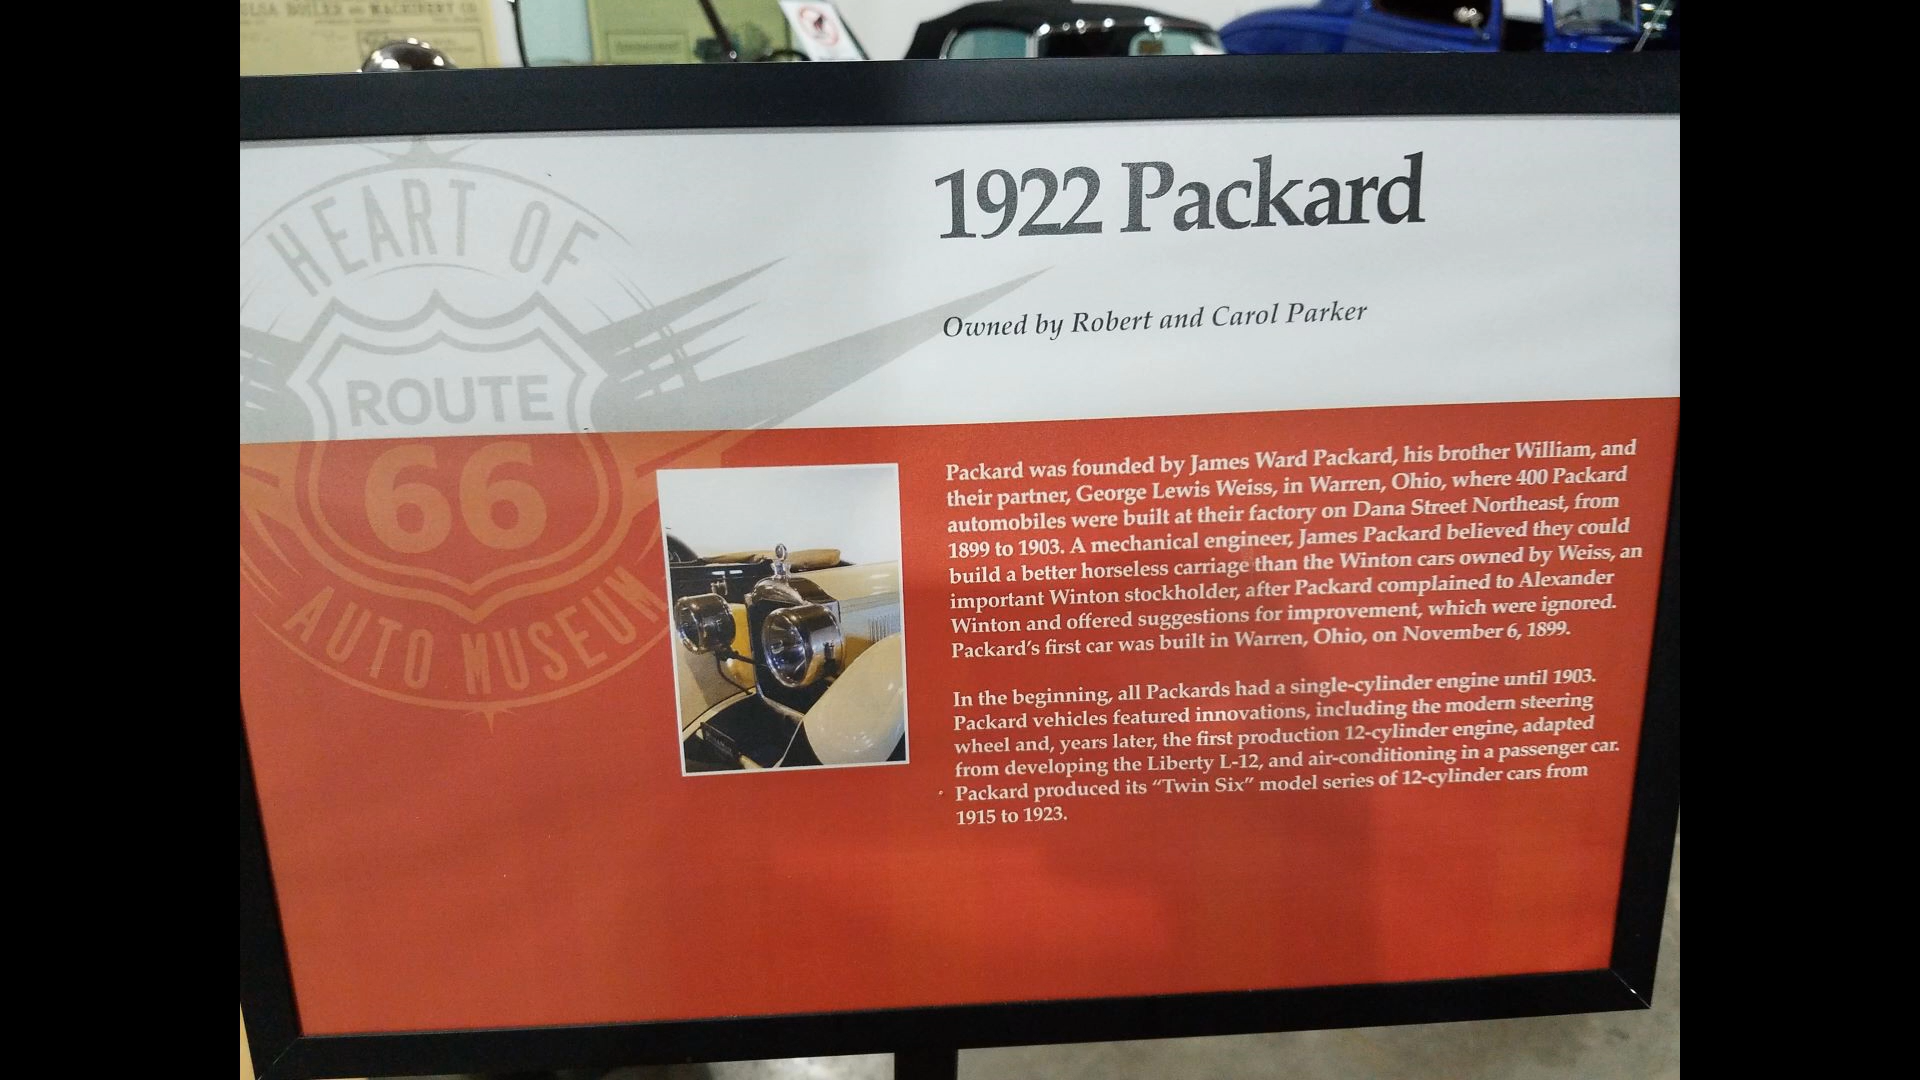 BOILER AND MACHINERY CO
1922 Packard
Owned by Robert and Carol Parker
HEART OF
ROUTE
66
AUTO MUSEUM
Packard was founded by James Ward Packard, his brother William, and
their partner, George Lewis Weiss, in Warren, Ohio, where 400 Packard
automobiles were built at their factory on Dana Street Northeast, from
1899 to 1903. A mechanical engineer, James Packard believed they could
build a better horseless carriage than the Winton cars owned by Weiss, an
important Winton stockholder, after Packard complained to Alexander
Winton and offered suggestions for improvement, which were ignored.
Packard's first car was built in Warren, Ohio, on November 6, 1899.
In the beginning, all Packards had a single-cylinder engine until 1903.
Packard vehicles featured innovations, including the modern steering
wheel and, years later, the first production 12-cylinder engine, adapted
from developing the Liberty L-12, and air-conditioning in a passenger car.
Packard produced its “Twin Six” model series of 12-cylinder cars from
1915 to 1923.